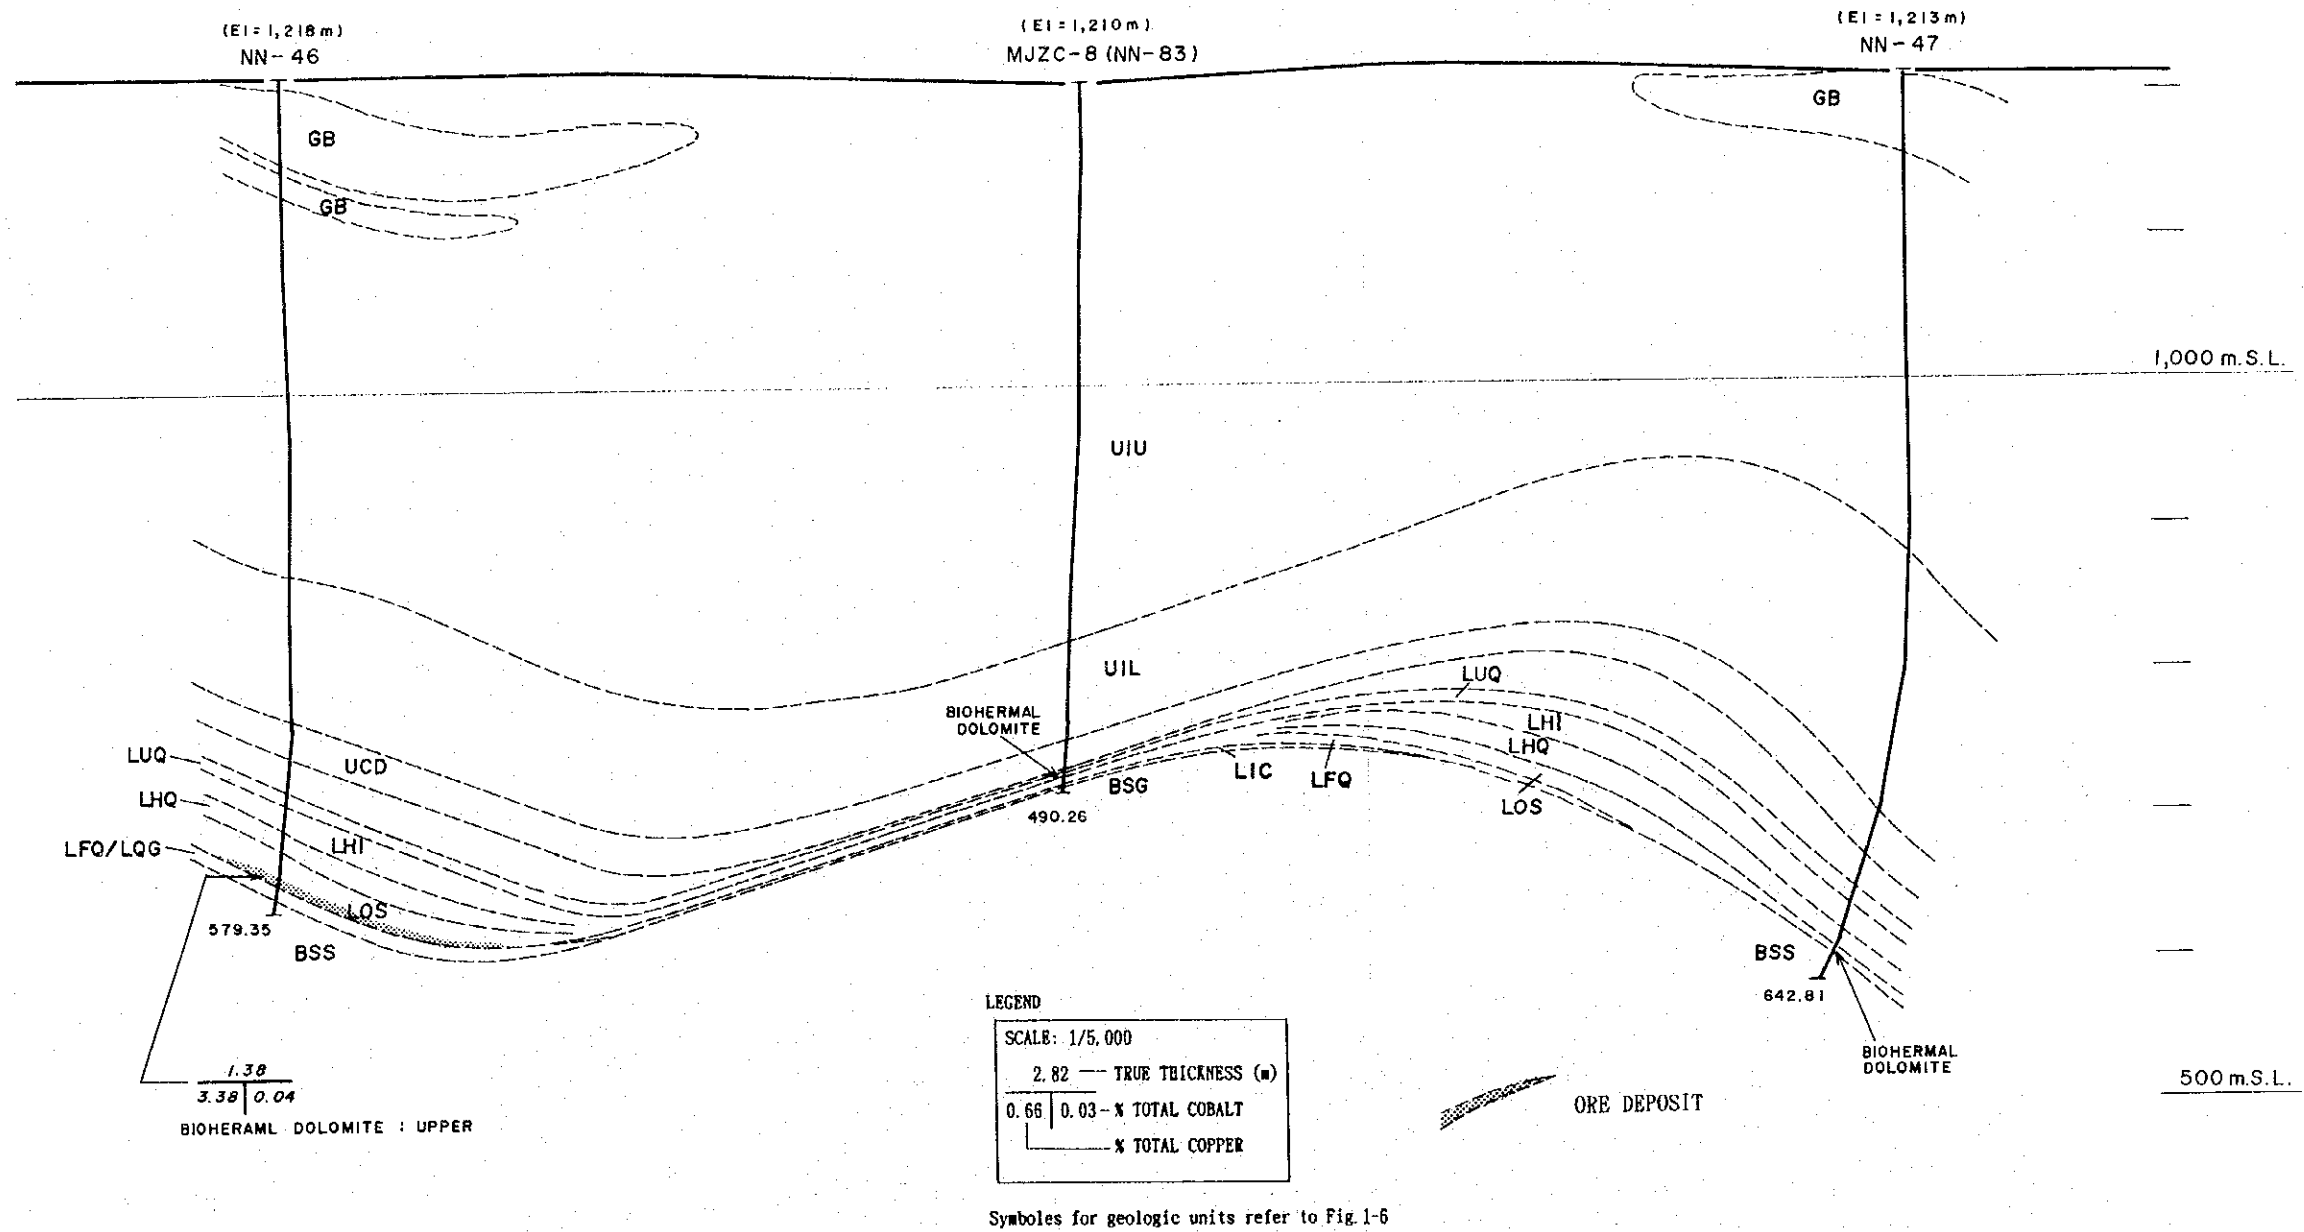 (El = 1,218 m)
NN-46
(El = 1,210 m)
MJZC-8 (NN-83)
(El = 1,213 m)
NN-47
GB
GB
GB
1,000 m.S.L.
UIU
UIL
BIOHERMAL
DOLOMITE
LUQ
LUQ
UCD
LHI
LHQ
LHQ
LIC
LFQ
BSG
LOS
490.26
LHI
LFQ/LQG
LOS
579.35
BSS
BSS
642.81
BIOHERMAL
DOLOMITE
1.38
3.38 0.04
BIOHERAML DOLOMITE : UPPER
LEGEND
SCALE: 1/5,000
2.82 — TRUE THICKNESS (m)
0.66 0.03 - % TOTAL COBALT
% TOTAL COPPER
ORE DEPOSIT
500 m.S.L.
Symboles for geologic units refer to Fig.1-6